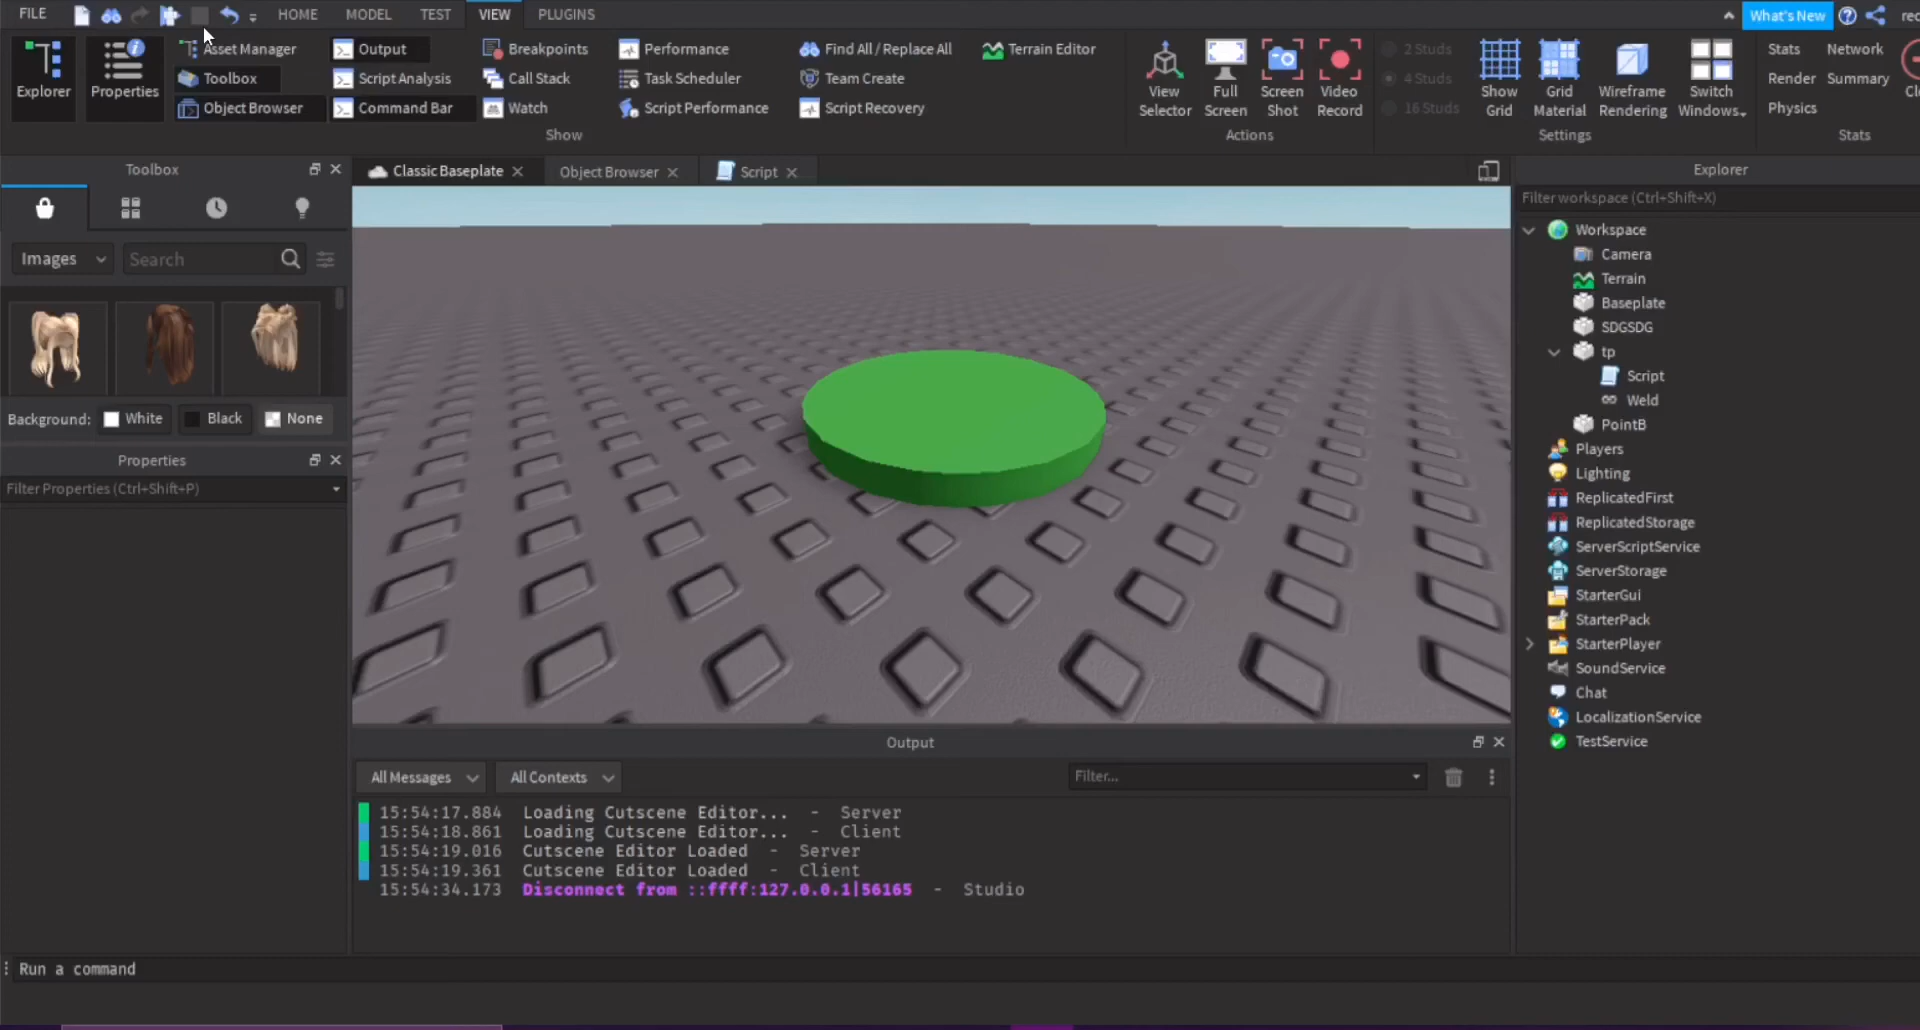 FILE HOME MODEL TEST VIEW PLUGINS What's New
Explorer
Properties
Asset Manager
Toolbox
Object Browser
Output
Script Analysis
Command Bar
Breakpoints
Call Stack
Watch
Performance
Task Scheduler
Script Performance
Find All / Replace All
Team Create
Script Recovery
Terrain Editor
Show
View Selector
Full Screen
Screen Shot
Video Record
Actions
2 Studs
4 Studs
16 Studs
Show Grid
Grid Material
Wireframe Rendering
Switch Windows
Settings
Stats Network
Render Summary
Physics
Stats
Toolbox
Images Search
Background: White Black None
Properties
Filter Properties (Ctrl+Shift+P)
Classic Baseplate Object Browser Script
Output
All Messages All Contexts Filter...
15:54:17.884 Loading Cutscene Editor... - Server
15:54:18.861 Loading Cutscene Editor... - Client
15:54:19.016 Cutscene Editor Loaded - Server
15:54:19.361 Cutscene Editor Loaded - Client
15:54:34.173 Disconnect from ::ffff:127.0.0.1|56165 - Studio
Run a command
Explorer
Filter workspace (Ctrl+Shift+X)
Workspace
Camera
Terrain
Baseplate
SDGSDG
tp
Script
Weld
PointB
Players
Lighting
ReplicatedFirst
ReplicatedStorage
ServerScriptService
ServerStorage
StarterGui
StarterPack
StarterPlayer
SoundService
Chat
LocalizationService
TestService